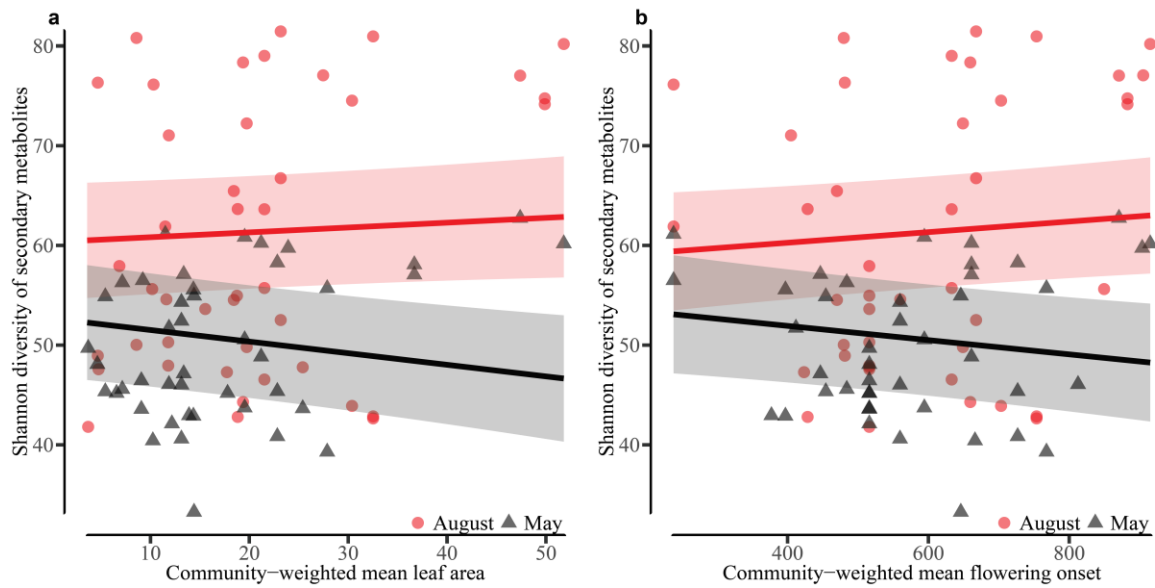 a
Shannon diversity of secondary metabolites
80
70
60
50
40
August May
10 20 30 40 50
Community-weighted mean leaf area
b
Shannon diversity of secondary metabolites
80
70
60
50
40
August May
400 600 800
Community-weighted mean flowering onset